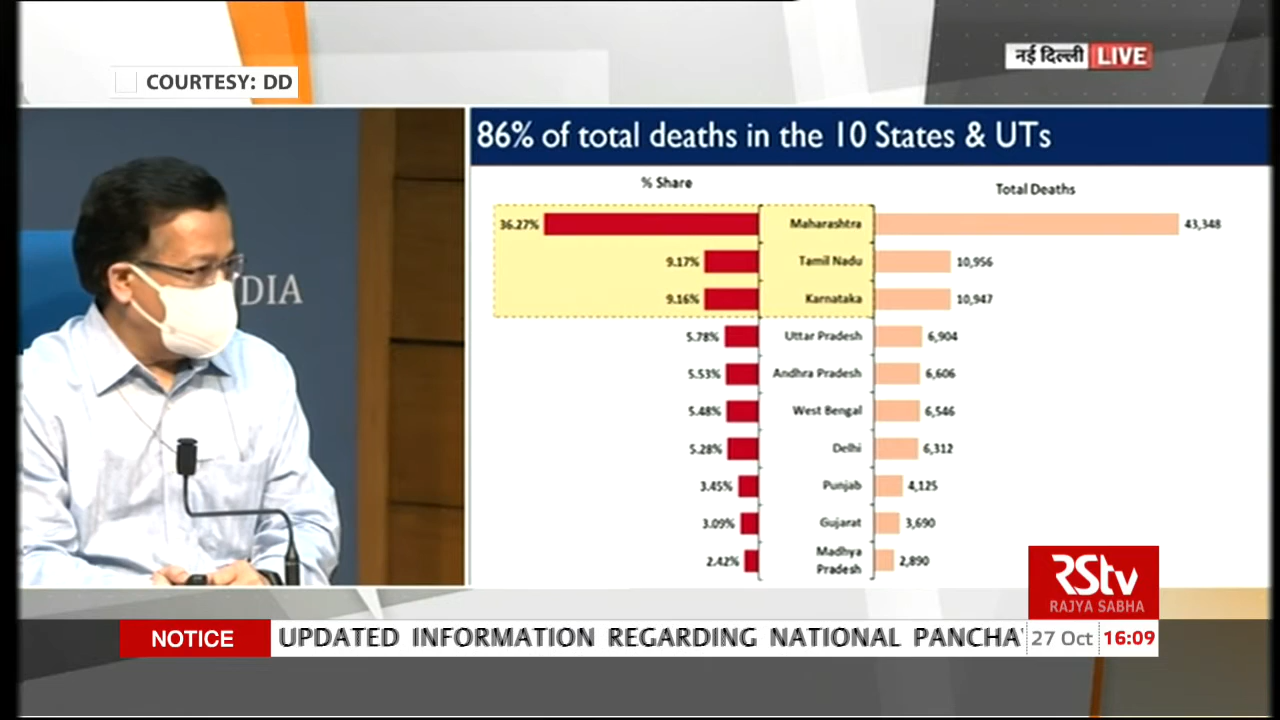 नई दिल्ली LIVE
COURTESY: DD
86% of total deaths in the 10 States & UTs
% Share
Total Deaths
36.27% Maharashtra 43,348
9.17% Tamil Nadu 10,956
9.16% Karnataka 10,947
5.78% Uttar Pradesh 6,904
5.53% Andhra Pradesh 6,606
5.48% West Bengal 6,546
5.28% Delhi 6,312
3.45% Punjab 4,125
3.09% Gujarat 3,690
2.42% Madhya Pradesh 2,890
DIA
RSTV
RAJYA SABHA
NOTICE UPDATED INFORMATION REGARDING NATIONAL PANCHA 27 Oct 16:09